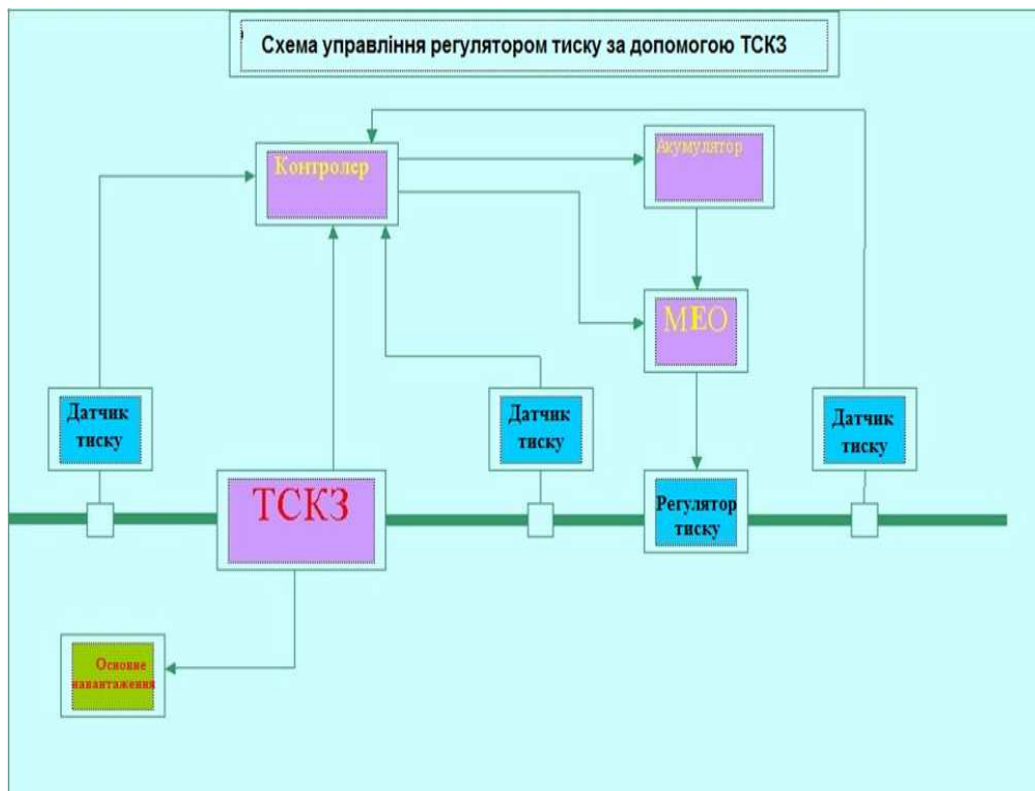 Схема управління регулятором тиску за допомогою ТСКЗ
Контролер
Акумулятор
МЕО
Датчик
тиску
Датчик
тиску
Датчик
тиску
ТСКЗ
Регулятор
тиску
Основне
навантаження